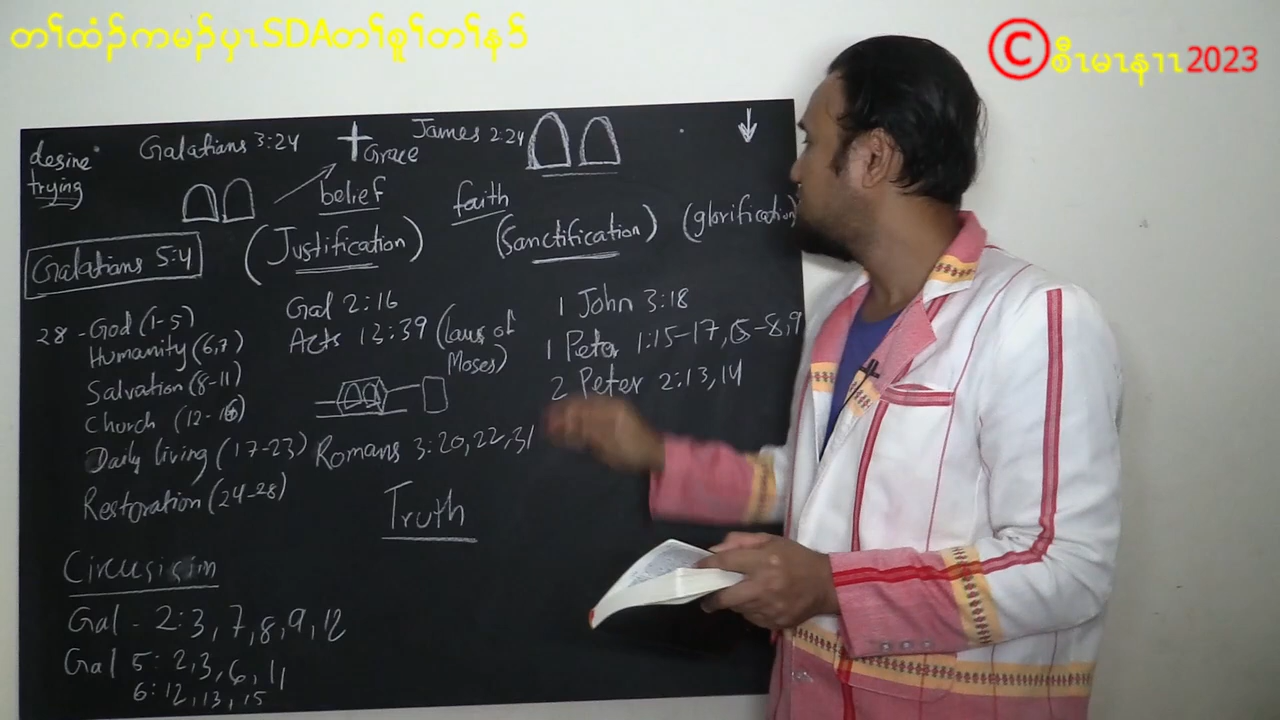 တၢ်ထံၣ်ကမၣ်ပှၤSDAတၢ်စူၢ်တၢ်နာ်
©စီၤမၤနၤၤ2023
desire
trying
Galatians 3:24
Grace
James 2:24
belief
faith
Galatians 5:4
(Justification)
(Sanctification)
(glorification)
28 - God (1-5)
Humanity (6,7)
Salvation (8-11)
Church (12-16)
Daily living (17-23)
Restoration (24-28)
Gal 2:16
Acts 13:39 (laws of
Moses)
Romans 3:20,22,31
Truth
1 John 3:18
1 Peter 1:15-17, 5-8,9
2 Peter 2:13,14
Circusisim
Gal - 2:3, 7, 8, 9, 12
Gal 5: 2,3, 6, 11
6: 12, 13, 15